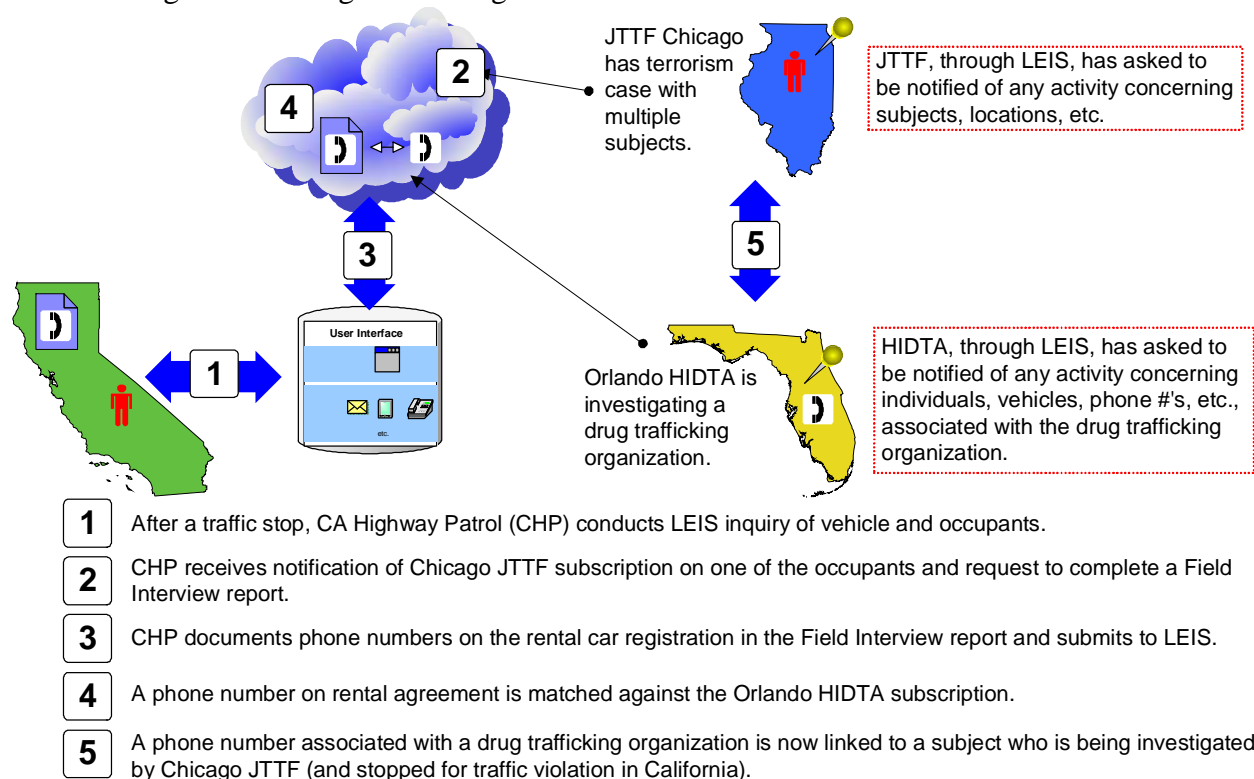 2
4
JTTF Chicago
has terrorism
case with
multiple
subjects.
JTTF, through LEIS, has asked to
be notified of any activity concerning
subjects, locations, etc.
3
5
1
User Interface
etc.
Orlando HIDTA is
investigating a
drug trafficking
organization.
HIDTA, through LEIS, has asked to
be notified of any activity concerning
individuals, vehicles, phone #'s, etc.,
associated with the drug trafficking
organization.
1 After a traffic stop, CA Highway Patrol (CHP) conducts LEIS inquiry of vehicle and occupants.
2 CHP receives notification of Chicago JTTF subscription on one of the occupants and request to complete a Field
Interview report.
3 CHP documents phone numbers on the rental car registration in the Field Interview report and submits to LEIS.
4 A phone number on rental agreement is matched against the Orlando HIDTA subscription.
5 A phone number associated with a drug trafficking organization is now linked to a subject who is being investigated
by Chicago JTTF (and stopped for traffic violation in California).